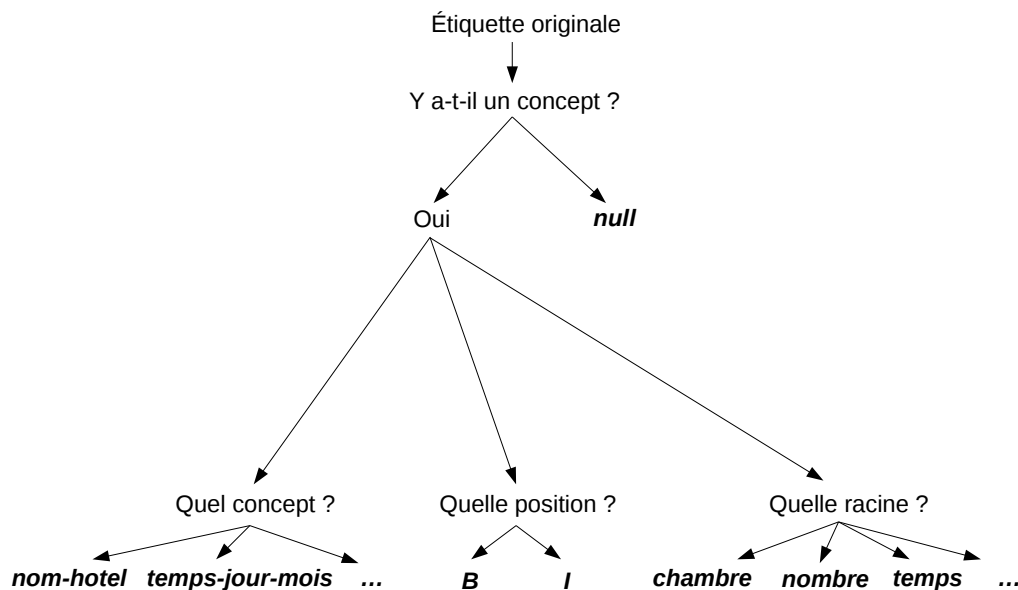 Étiquette originale
Y a-t-il un concept ?
Oui null
Quel concept ? Quelle position ? Quelle racine ?
nom-hotel temps-jour-mois ... B I chambre nombre temps ...